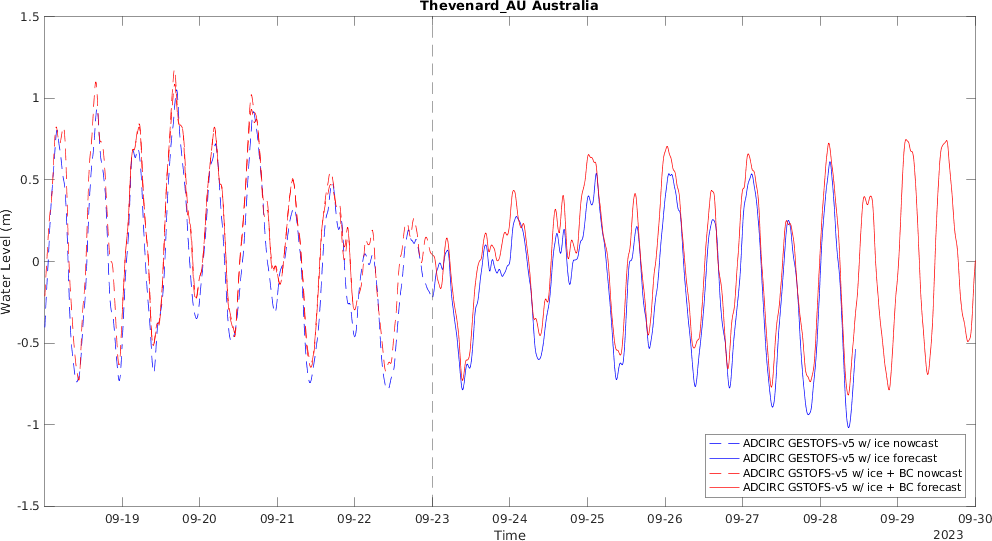 Thevenard_AU Australia
Water Level (m)
1.5
1
0.5
0
-0.5
-1
-1.5
ADCIRC GESTOFS-v5 w/ ice nowcast
ADCIRC GESTOFS-v5 w/ ice forecast
ADCIRC GSTOFS-v5 w/ ice + BC nowcast
ADCIRC GSTOFS-v5 w/ ice + BC forecast
09-19 09-20 09-21 09-22 09-23 09-24 09-25 09-26 09-27 09-28 09-29 09-30
Time
2023